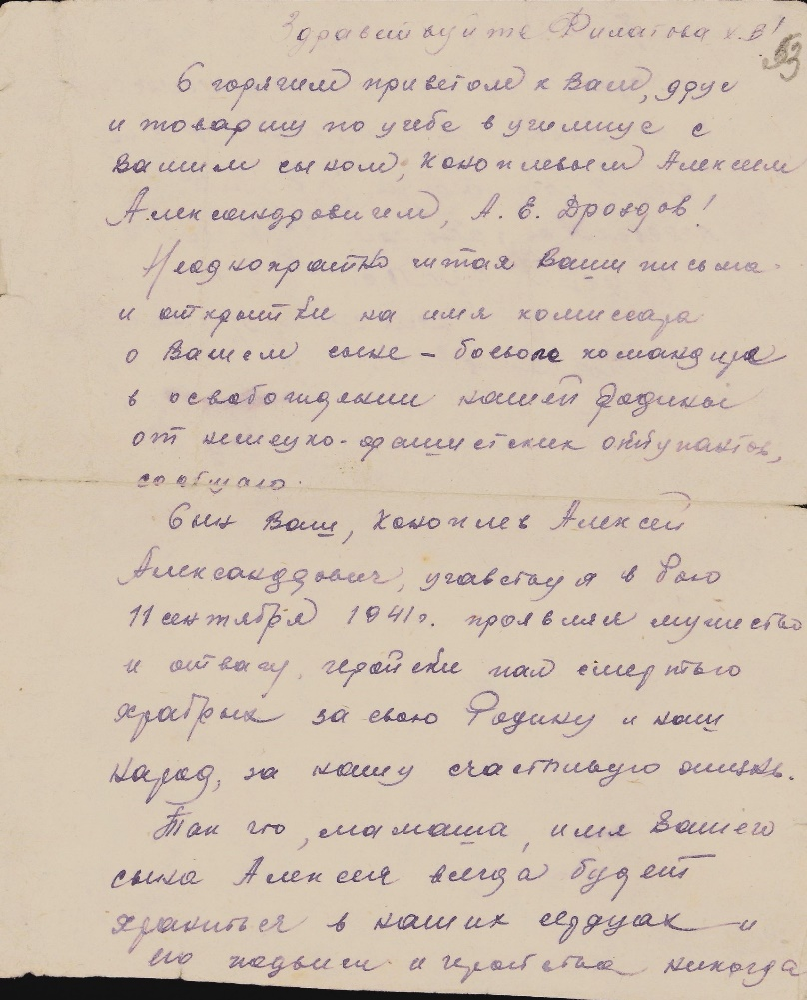 Здравствуйте Филатова Х.В!
93
С горячим приветом к Вам, друг
и товарищ по учебе в училище с
Вашим сыном, Коноплевым Алексеем
Александровичем, А. Е. Дроздов!
Неоднократно читая Ваши письма
и открытки на имя комиссара
о Вашем сыне – боевого командире
в освобождении нашей Родины
от немецко-фашистских оккупантов,
сообщаю.
Сын Ваш, Коноплев Алексей
Александрович, участвуя в бою
11 сентября 1941г. проявляя мужество
и отвагу, геройски пал смертью
храбрых за свою Родину и наш
народ, за нашу счастливую жизнь.
Так что, мамаша, имя Вашего
сына Алексея всегда будет
храниться в наших сердцах и
его подвиги и геройства никогда